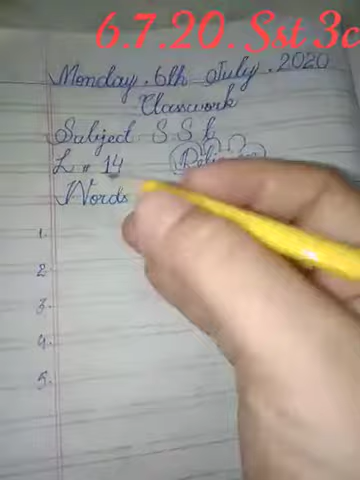 6.7.20. Sst 3c
Monday. 6th July. 2020
Classwork
Subject S S t
L " 14
Words
1.
2.
3.
4.
5.